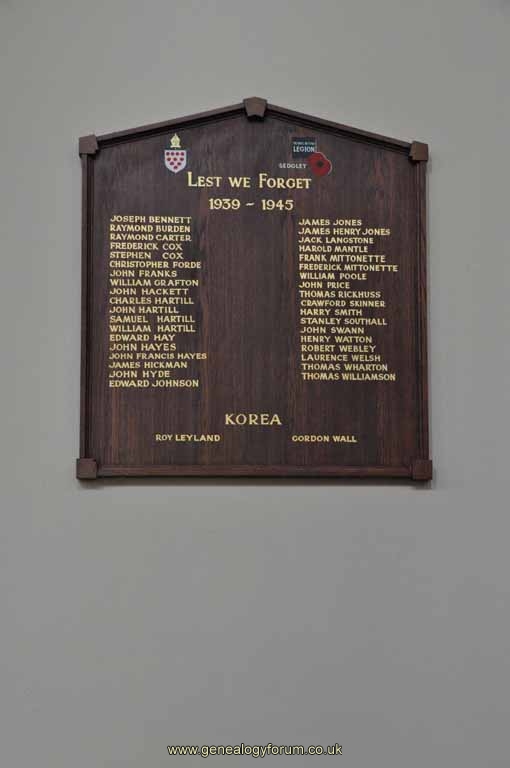 ROYAL BRITISH
LEGION
SEDGLEY
LEST WE FORGET
1939 ~ 1945
JOSEPH BENNETT
RAYMOND BURDEN
RAYMOND CARTER
FREDERICK COX
STEPHEN COX
CHRISTOPHER FORDE
JOHN FRANKS
WILLIAM GRAFTON
JOHN HACKETT
CHARLES HARTILL
JOHN HARTILL
SAMUEL HARTILL
WILLIAM HARTILL
EDWARD HAY
JOHN HAYES
JOHN FRANCIS HAYES
JAMES HICKMAN
JOHN HYDE
EDWARD JOHNSON
JAMES JONES
JAMES HENRY JONES
JACK LANGSTONE
HAROLD MANTLE
FRANK MITTONETTE
FREDERICK MITTONETTE
WILLIAM POOLE
JOHN PRICE
THOMAS RICKHUSS
CRAWFORD SKINNER
HARRY SMITH
STANLEY SOUTHALL
JOHN SWANN
HENRY WATTON
ROBERT WEBLEY
LAURENCE WELSH
THOMAS WHARTON
THOMAS WILLIAMSON
KOREA
ROY LEYLAND
GORDON WALL
www.genealogyforum.co.uk